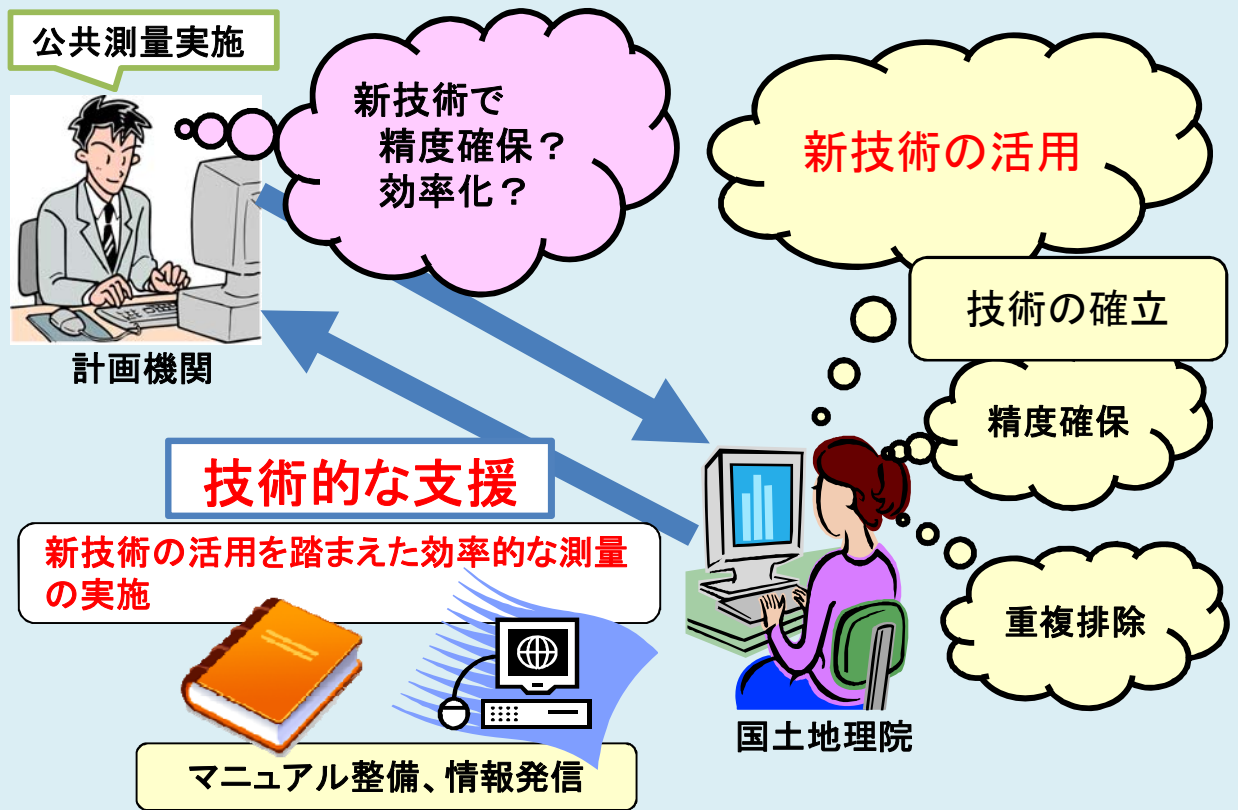 公共測量実施
新技術で
精度確保？
効率化？
新技術の活用
技術の確立
計画機関
精度確保
技術的な支援
新技術の活用を踏まえた効率的な測量
の実施
重複排除
国土地理院
マニュアル整備、情報発信